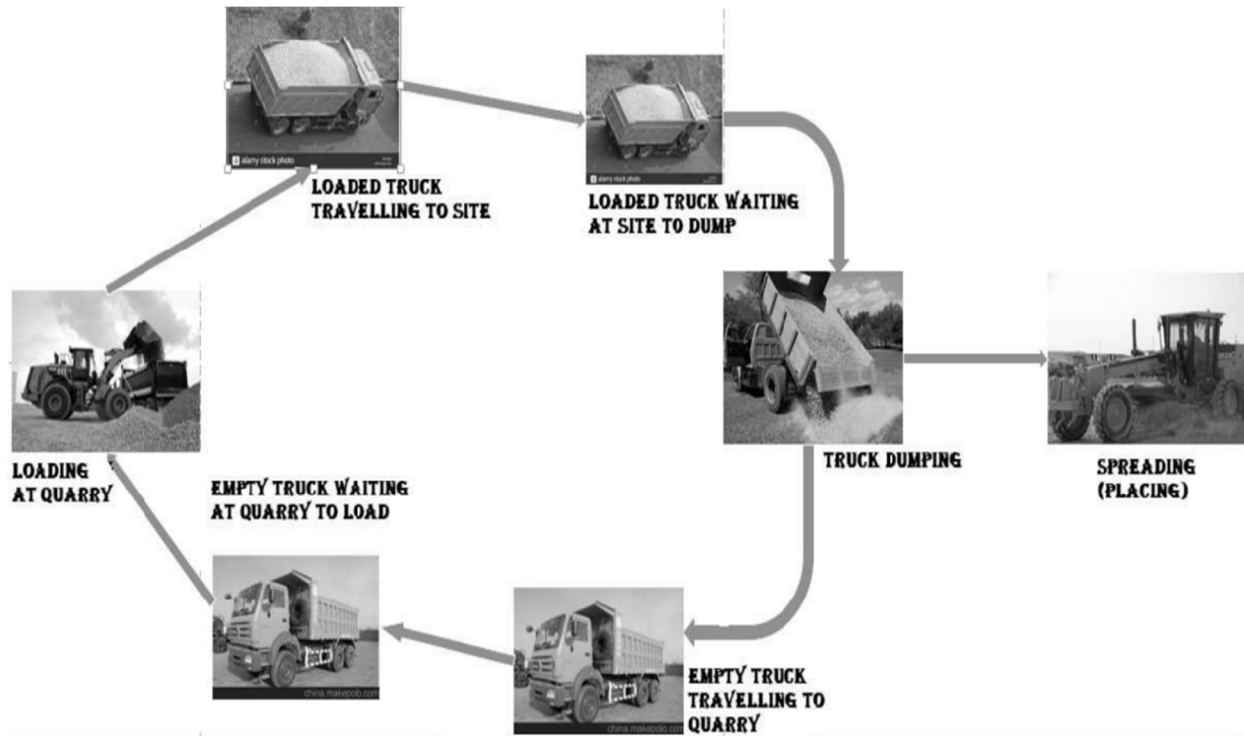 alamy stock photo
LOADED TRUCK
TRAVELLING TO SITE
alamy stock photo
LOADED TRUCK WAITING
AT SITE TO DUMP
TRUCK DUMPING
SPREADING
(PLACING)
LOADING
AT QUARRY
EMPTY TRUCK WAITING
AT QUARRY TO LOAD
china.makepolo.com
china.makepolo.com
EMPTY TRUCK
TRAVELLING TO
QUARRY